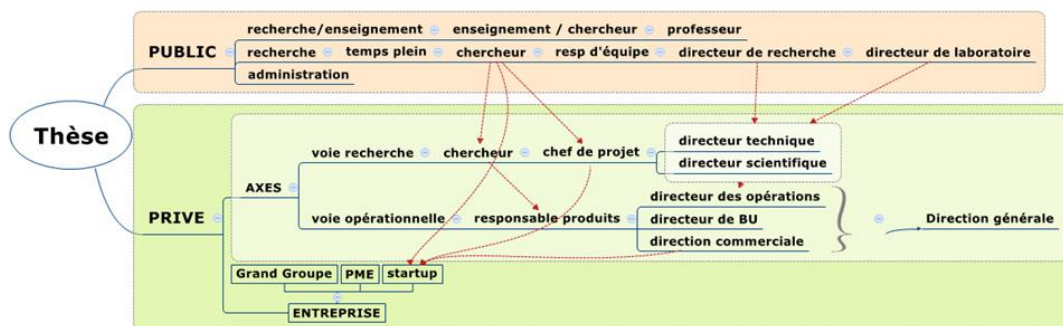 Thèse
PUBLIC
recherche/enseignement enseignement / chercheur professeur
recherche temps plein chercheur resp d'équipe directeur de recherche directeur de laboratoire
administration
PRIVE
AXES
voie recherche chercheur chef de projet
directeur technique
directeur scientifique
voie opérationnelle responsable produits
directeur des opérations
directeur de BU
direction commerciale
Direction générale
Grand Groupe PME startup
ENTREPRISE